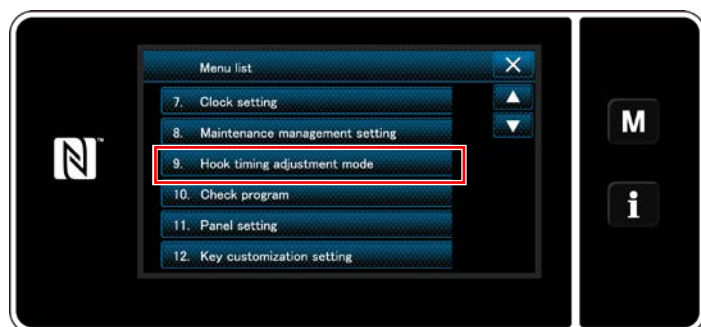 Menu list
7. Clock setting
8. Maintenance management setting
9. Hook timing adjustment mode
10. Check program
11. Panel setting
12. Key customization setting
M
i